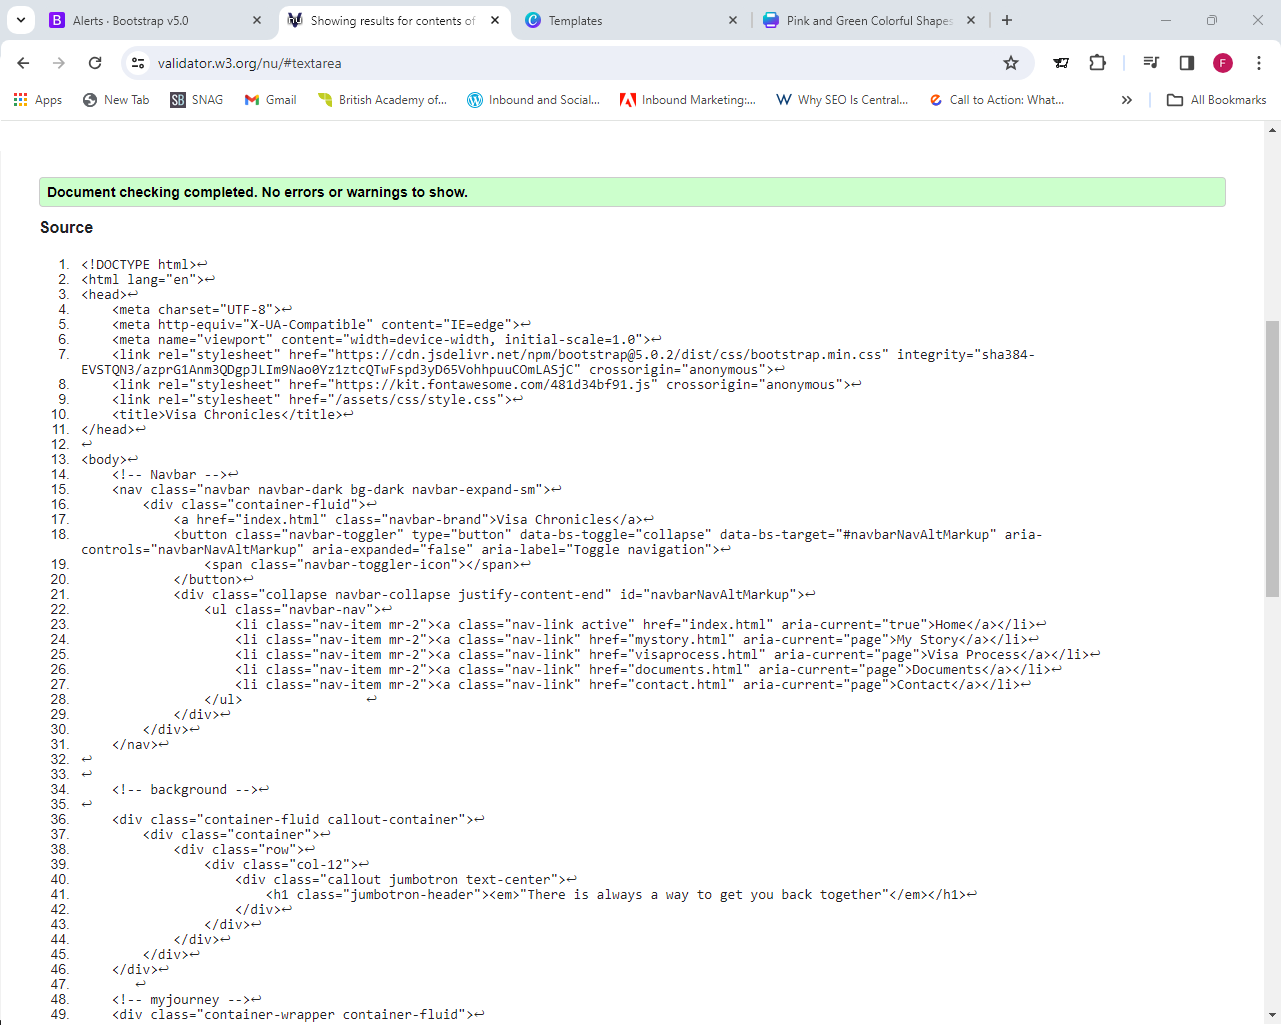 Alerts · Bootstrap v5.0
Showing results for contents of
Templates
Pink and Green Colorful Shapes
validator.w3.org/nu/#textarea
F
Apps
New Tab
SNAG
Gmail
British Academy of...
Inbound and Social...
Inbound Marketing:...
Why SEO Is Central...
Call to Action: What...
All Bookmarks
Document checking completed. No errors or warnings to show.
Source
1. <!DOCTYPE html>↩
2. <html lang="en">↩
3. <head>↩
4.     <meta charset="UTF-8">↩
5.     <meta http-equiv="X-UA-Compatible" content="IE=edge">↩
6.     <meta name="viewport" content="width=device-width, initial-scale=1.0">↩
7.     <link rel="stylesheet" href="https://cdn.jsdelivr.net/npm/bootstrap@5.0.2/dist/css/bootstrap.min.css" integrity="sha384-
EVSTQN3/azprG1Anm3QDgpJLIm9Nao0Yz1ztcQTwFspd3yD65VohhpuuCOmLASjC" crossorigin="anonymous">↩
8.     <link rel="stylesheet" href="https://kit.fontawesome.com/481d34bf91.js" crossorigin="anonymous">↩
9.     <link rel="stylesheet" href="/assets/css/style.css">↩
10.     <title>Visa Chronicles</title>↩
11. </head>↩
12. ↩
13. <body>↩
14.     <!-- Navbar -->↩
15.     <nav class="navbar navbar-dark bg-dark navbar-expand-sm">↩
16.         <div class="container-fluid">↩
17.             <a href="index.html" class="navbar-brand">Visa Chronicles</a>↩
18.             <button class="navbar-toggler" type="button" data-bs-toggle="collapse" data-bs-target="#navbarNavAltMarkup" aria-
controls="navbarNavAltMarkup" aria-expanded="false" aria-label="Toggle navigation">↩
19.                 <span class="navbar-toggler-icon"></span>↩
20.             </button>↩
21.             <div class="collapse navbar-collapse justify-content-end" id="navbarNavAltMarkup">↩
22.                 <ul class="navbar-nav">↩
23.                     <li class="nav-item mr-2"><a class="nav-link active" href="index.html" aria-current="true">Home</a></li>↩
24.                     <li class="nav-item mr-2"><a class="nav-link" href="mystory.html" aria-current="page">My Story</a></li>↩
25.                     <li class="nav-item mr-2"><a class="nav-link" href="visaprocess.html" aria-current="page">Visa Process</a></li>↩
26.                     <li class="nav-item mr-2"><a class="nav-link" href="documents.html" aria-current="page">Documents</a></li>↩
27.                     <li class="nav-item mr-2"><a class="nav-link" href="contact.html" aria-current="page">Contact</a></li>↩
28.                 </ul>                ↩
29.             </div>↩
30.         </div>↩
31.     </nav>↩
32. ↩
33. ↩
34.     <!-- background -->↩
35. ↩
36.     <div class="container-fluid callout-container">↩
37.         <div class="container">↩
38.             <div class="row">↩
39.                 <div class="col-12">↩
40.                     <div class="callout jumbotron text-center">↩
41.                         <h1 class="jumbotron-header"><em>"There is always a way to get you back together"</em></h1>↩
42.                     </div>↩
43.                 </div>↩
44.             </div>↩
45.         </div>↩
46.     </div>↩
47.        ↩
48.     <!-- myjourney -->↩
49.     <div class="container-wrapper container-fluid">↩